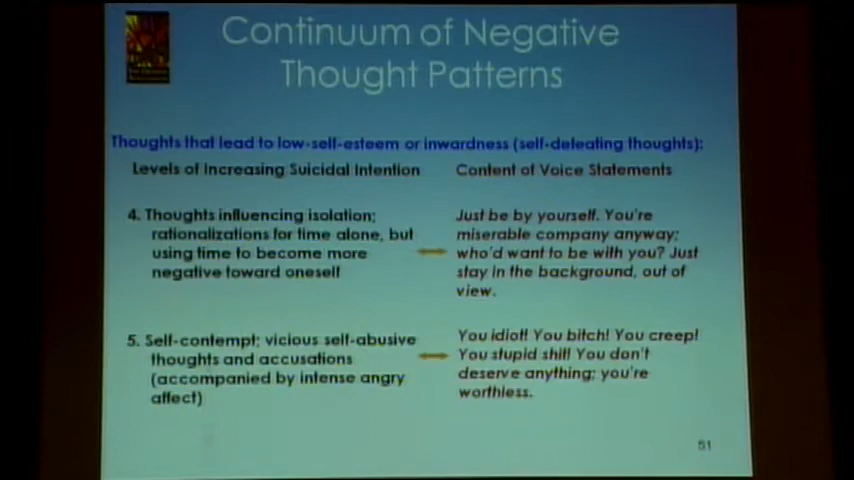 Continuum of Negative
Thought Patterns
Thoughts that lead to low-self-esteem or inwardness (self-defeating thoughts):
Levels of Increasing Suicidal Intention
Content of Voice Statements
4. Thoughts influencing isolation;
rationalizations for time alone, but
using time to become more
negative toward oneself
Just be by yourself. You're
miserable company anyway;
who'd want to be with you? Just
stay in the background, out of
view.
5. Self-contempt; vicious self-abusive
thoughts and accusations
(accompanied by intense angry
affect)
You idiot! You bitch! You creep!
You stupid shit! You don't
deserve anything; you're
worthless.
51